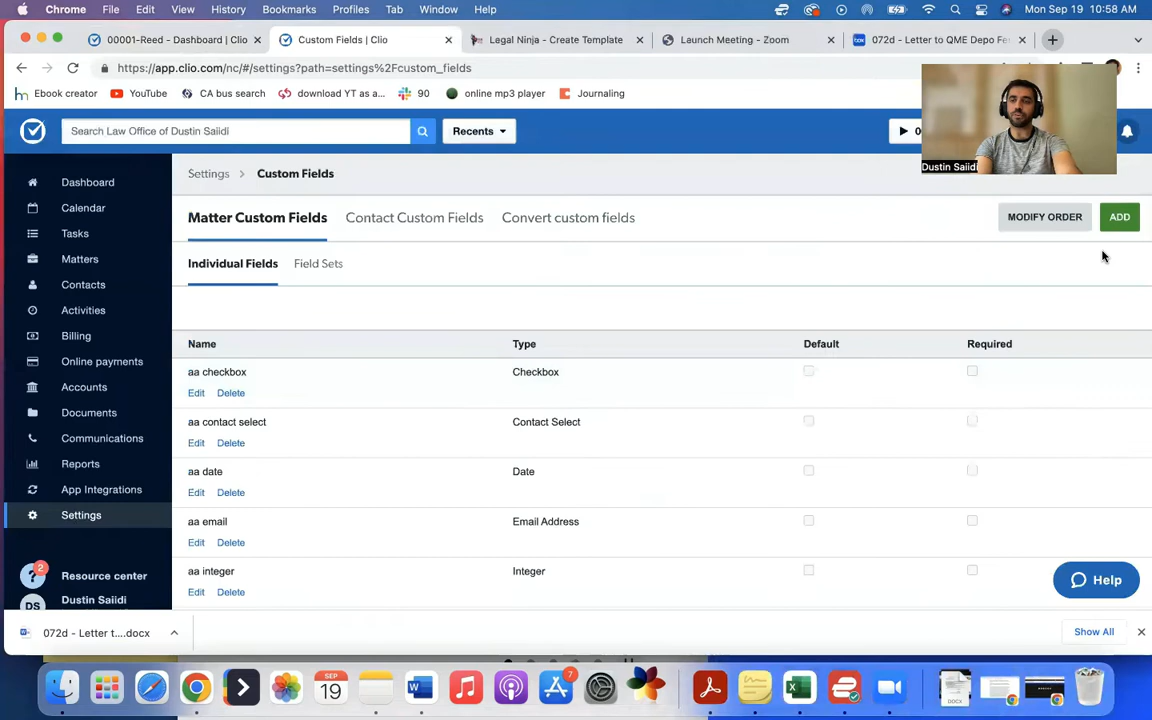 Chrome File Edit View History Bookmarks Profiles Tab Window Help Mon Sep 19 10:58 AM
00001-Reed - Dashboard | Clio × Custom Fields | Clio × Legal Ninja - Create Template × Launch Meeting - Zoom × 072d - Letter to QME Depo Fe ×
https://app.clio.com/nc/#/settings?path=settings%2Fcustom_fields
Ebook creator YouTube CA bus search download YT as a... 90 online mp3 player Journaling
Search Law Office of Dustin Saiidi Recents
Dustin Saiidi
Dashboard
Calendar
Tasks
Matters
Contacts
Activities
Billing
Online payments
Accounts
Documents
Communications
Reports
App Integrations
Settings
2
Resource center
DS Dustin Saiidi
Settings > Custom Fields
Matter Custom Fields Contact Custom Fields Convert custom fields MODIFY ORDER ADD
Individual Fields Field Sets
Name Type Default Required
aa checkbox Checkbox
Edit Delete
aa contact select Contact Select
Edit Delete
aa date Date
Edit Delete
aa email Email Address
Edit Delete
aa integer Integer
Edit Delete
Help
072d - Letter t....docx Show All ×
SEP
19
7
DOCX